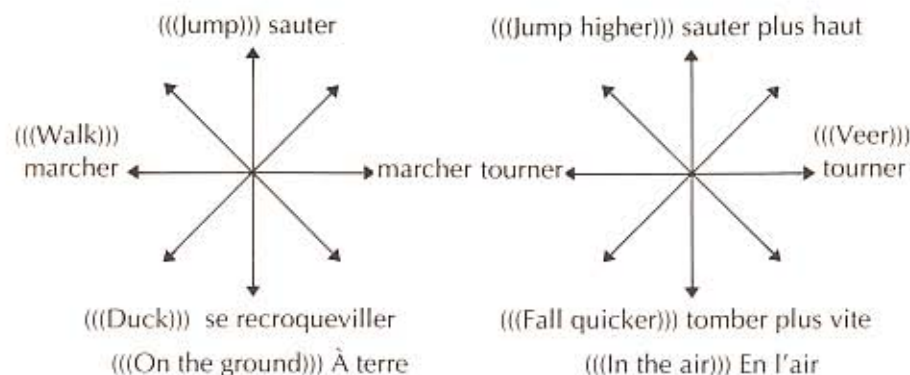 (((Jump))) sauter
(((Jump higher))) sauter plus haut
(((Walk)))
marcher
marcher
tourner
(((Veer)))
tourner
(((Duck))) se recroqueviller
(((Fall quicker))) tomber plus vite
(((On the ground))) À terre
(((In the air))) En l'air